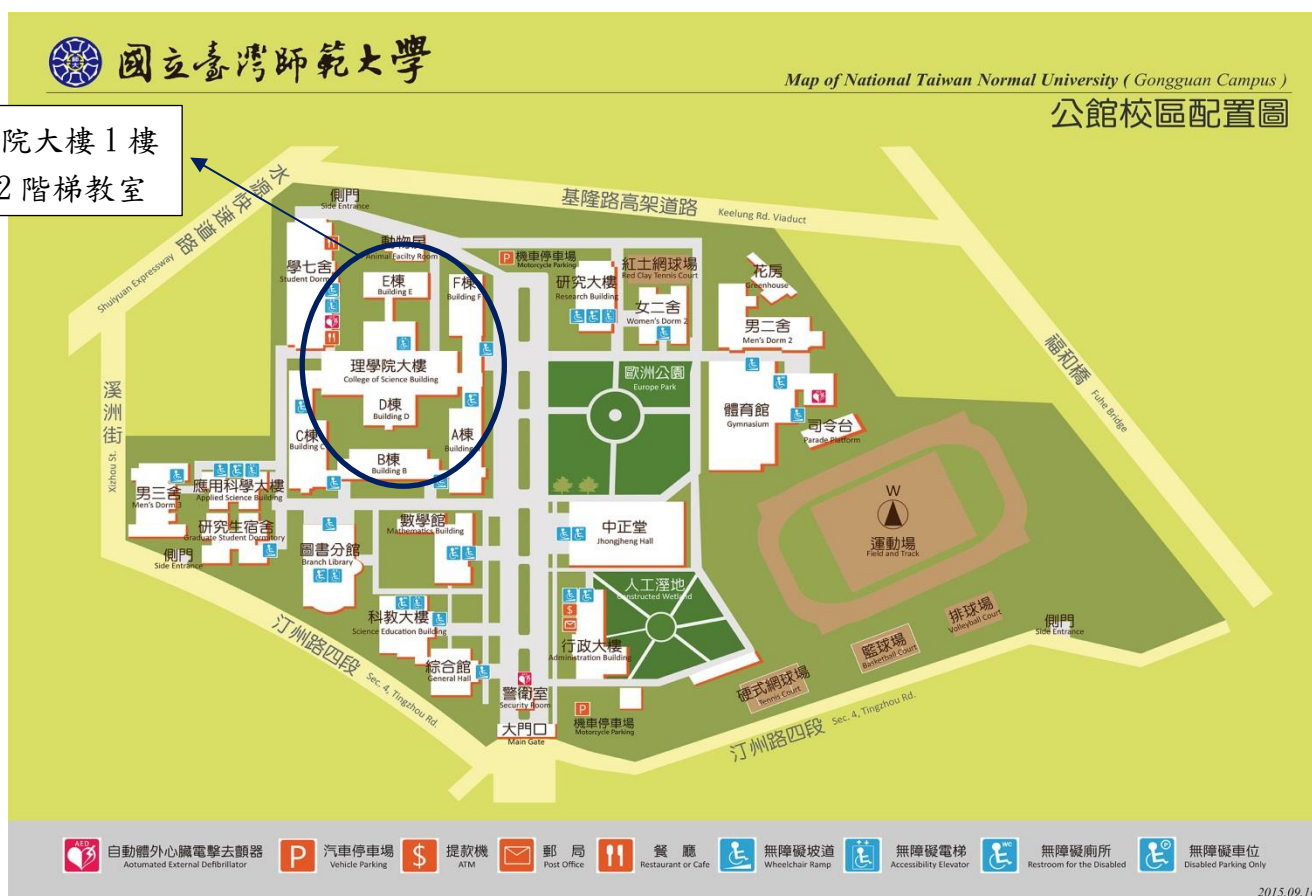 國立臺灣師範大學
Map of National Taiwan Normal University ( Gongguan Campus )
公館校區配置圖
院大樓 1 樓
2 階梯教室
水源快速道路
Shuiyuan Expressway
側門
Side Entrance
基隆路高架道路
Keelung Rd. Viaduct
動物房
Animal Facilty Room
機車停車場
Motorcycle Parking
學七舍
Student Dorm
E棟
Building E
F棟
Building F
研究大樓
Research Building
紅土網球場
Red Clay Tennis Court
花房
Greenhouse
女二舍
Women's Dorm 2
男二舍
Men's Dorm 2
福和橋
Fuhe Bridge
理學院大樓
College of Science Building
歐洲公園
Europe Park
溪洲街
Xizhou St.
D棟
Building D
體育館
Gymnasium
司令台
Parade Platform
C棟
Building C
A棟
Building
B棟
Building B
男三舍
Men's Dorm 3
應用科學大樓
Applied Science Building
W
研究生宿舍
Graduate Student Dormitory
數學館
Mathematics Building
中正堂
Jhongjheng Hall
運動場
Field and Track
側門
Side Entrance
圖書分館
Branch Library
人工溼地
Constructed Wetland
科教大樓
Science Education Building
排球場
Volleyball Court
側門
Side Entrance
汀州路四段
Sec. 4, Tingzhou Rd.
行政大樓
Administration Building
籃球場
Basketball Court
綜合館
General Hall
硬式網球場
Tennis Court
警衛室
Security Room
機車停車場
Motorcycle Parking
大門口
Main Gate
汀州路四段 Sec. 4, Tingzhou Rd.
自動體外心臟電擊去顫器
Aotumated External Defibrillator
汽車停車場
Vehicle Parking
提款機
ATM
郵 局
Post Office
餐 廳
Restaurant or Cafe
無障礙坡道
Wheelchair Ramp
無障礙電梯
Accessibility Elevator
無障礙廁所
Restroom for the Disabled
無障礙車位
Disabled Parking Only